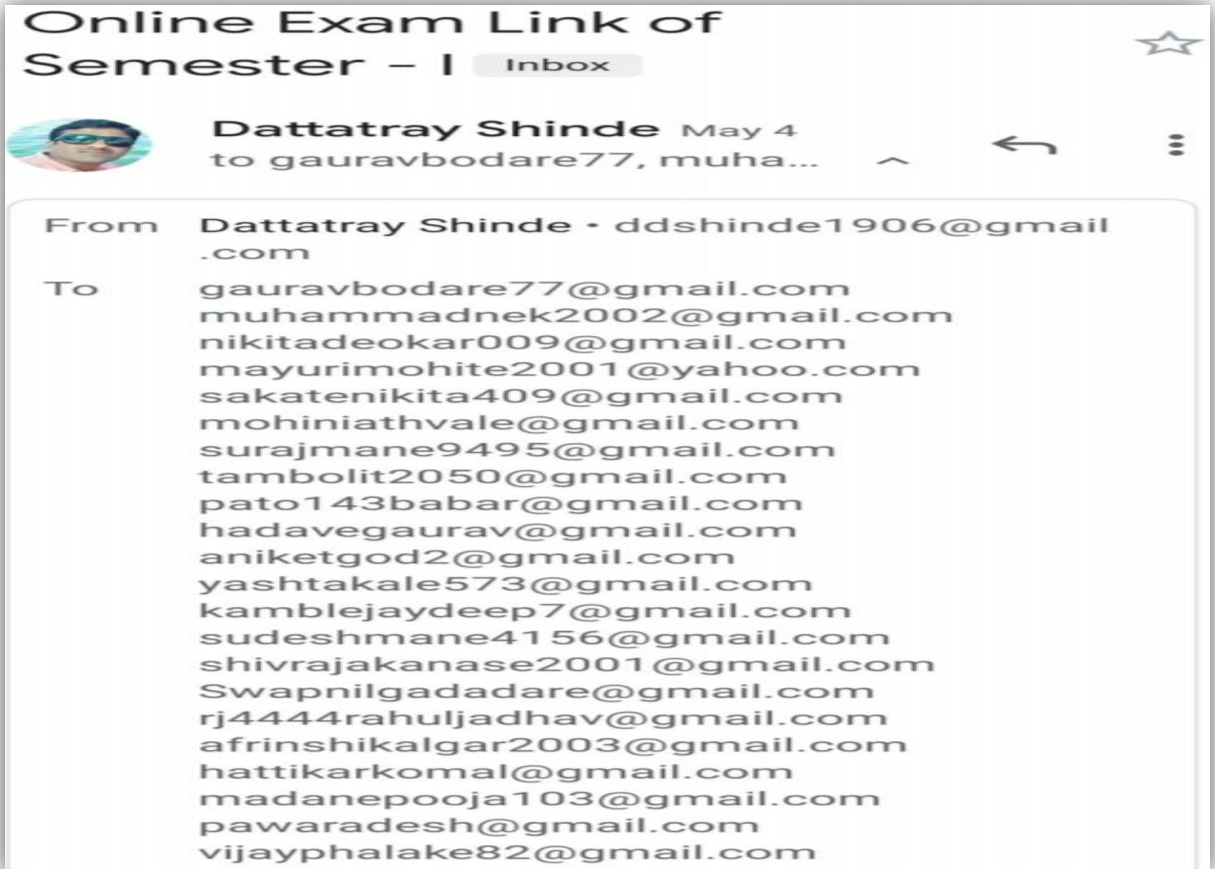 Online Exam Link of
Semester - I Inbox
Dattatray Shinde May 4
to gauravbodare77, muha...
From Dattatray Shinde • ddshinde1906@gmail
.com
To gauravbodare77@gmail.com
muhammadnek2002@gmail.com
nikitadeokar009@gmail.com
mayurimohite2001@yahoo.com
sakatenikita409@gmail.com
mohiniathvale@gmail.com
surajmane9495@gmail.com
tambolit2050@gmail.com
pato143babar@gmail.com
hadavegaurav@gmail.com
aniketgod2@gmail.com
yashtakale573@gmail.com
kamblejaydeep7@gmail.com
sudeshmane4156@gmail.com
shivrajakanase2001@gmail.com
Swapnilgadadare@gmail.com
rj4444rahuljadhav@gmail.com
afrinshikalgar2003@gmail.com
hattikarkomal@gmail.com
madanepooja103@gmail.com
pawaradesh@gmail.com
vijayphalake82@gmail.com